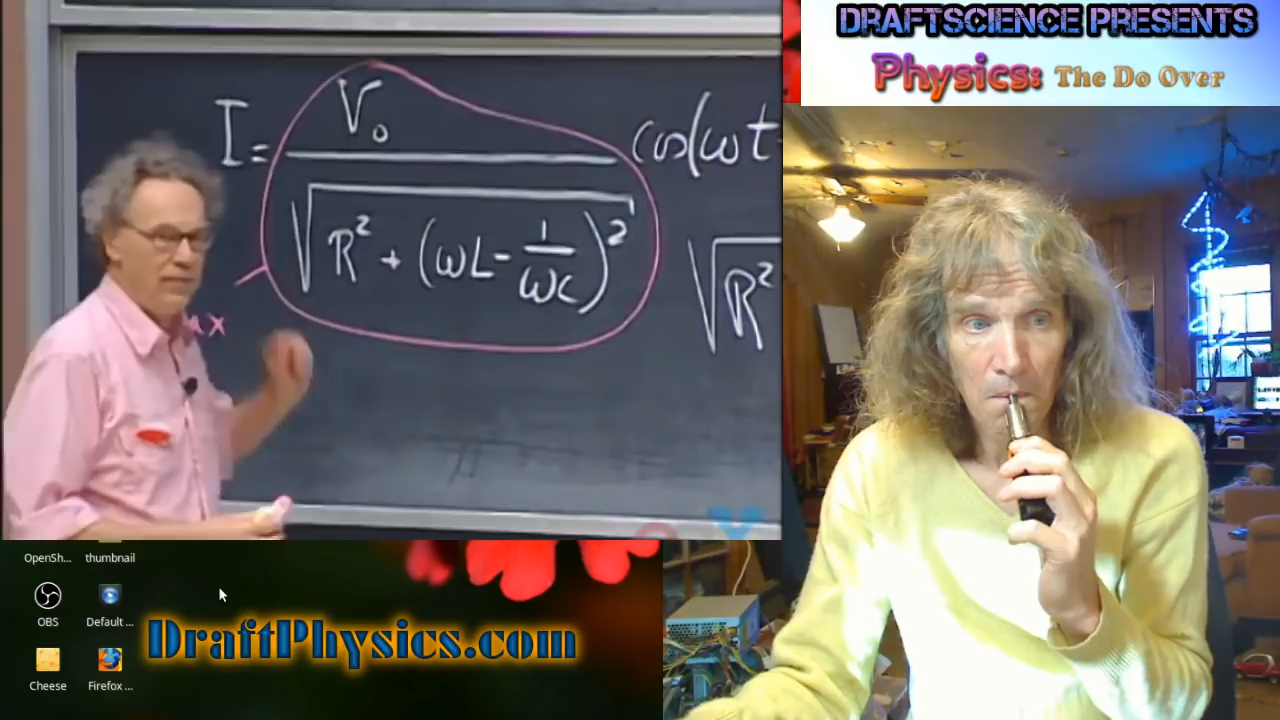 DRAFTSCIENCE PRESENTS
Physics: The Do Over
I = V₀ / √(R² + (ωL - 1/ωC)²) cos(ωt -
√R²
ax
OpenSh... thumbnail
OBS Default ...
Cheese Firefox ...
DraftPhysics.com